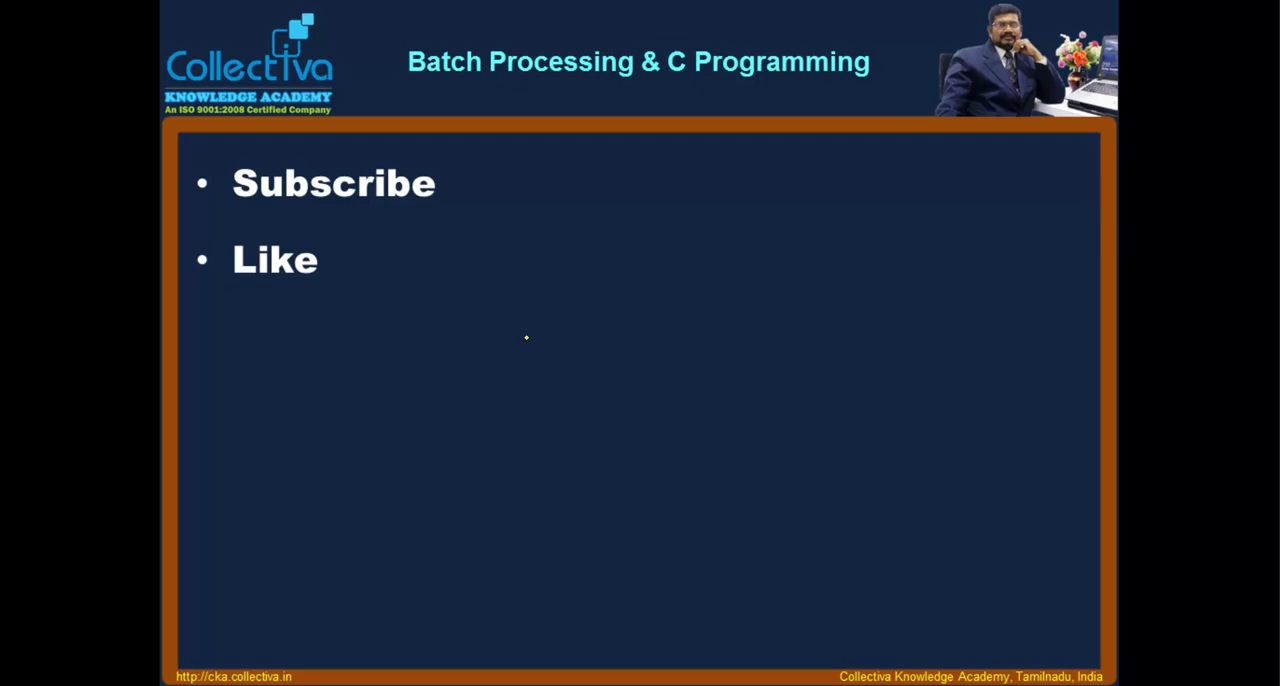 Collectiva
KNOWLEDGE ACADEMY
An ISO 9001:2008 Certified Company
Batch Processing & C Programming
• Subscribe
• Like
http://cka.collectiva.in
Collectiva Knowledge Academy, Tamilnadu, India